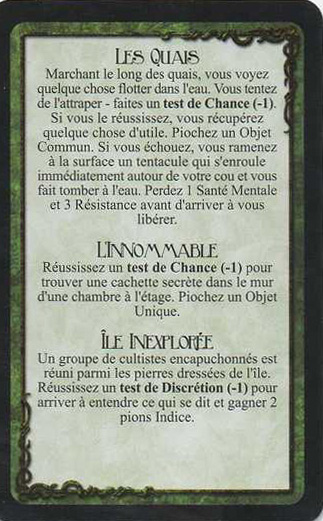 Les Quais
Marchant le long des quais, vous voyez
quelque chose flotter dans l'eau. Vous tentez
de l'attraper - faites un test de Chance (-1).
Si vous le réussissez, vous récupérez
quelque chose d'utile. Piochez un Objet
Commun. Si vous échouez, vous ramenez
à la surface un tentacule qui s'enroule
immédiatement autour de votre cou et vous
fait tomber à l'eau. Perdez 1 Santé Mentale
et 3 Résistance avant d'arriver à vous
libérer.
L'Innommable
Réussissez un test de Chance (-1) pour
trouver une cachette secrète dans le mur
d'une chambre à l'étage. Piochez un Objet
Unique.
Île Inexplorée
Un groupe de cultistes encapuchonnés est
réuni parmi les pierres dressées de l'île.
Réussissez un test de Discrétion (-1) pour
arriver à entendre ce qui se dit et gagner 2
pions Indice.